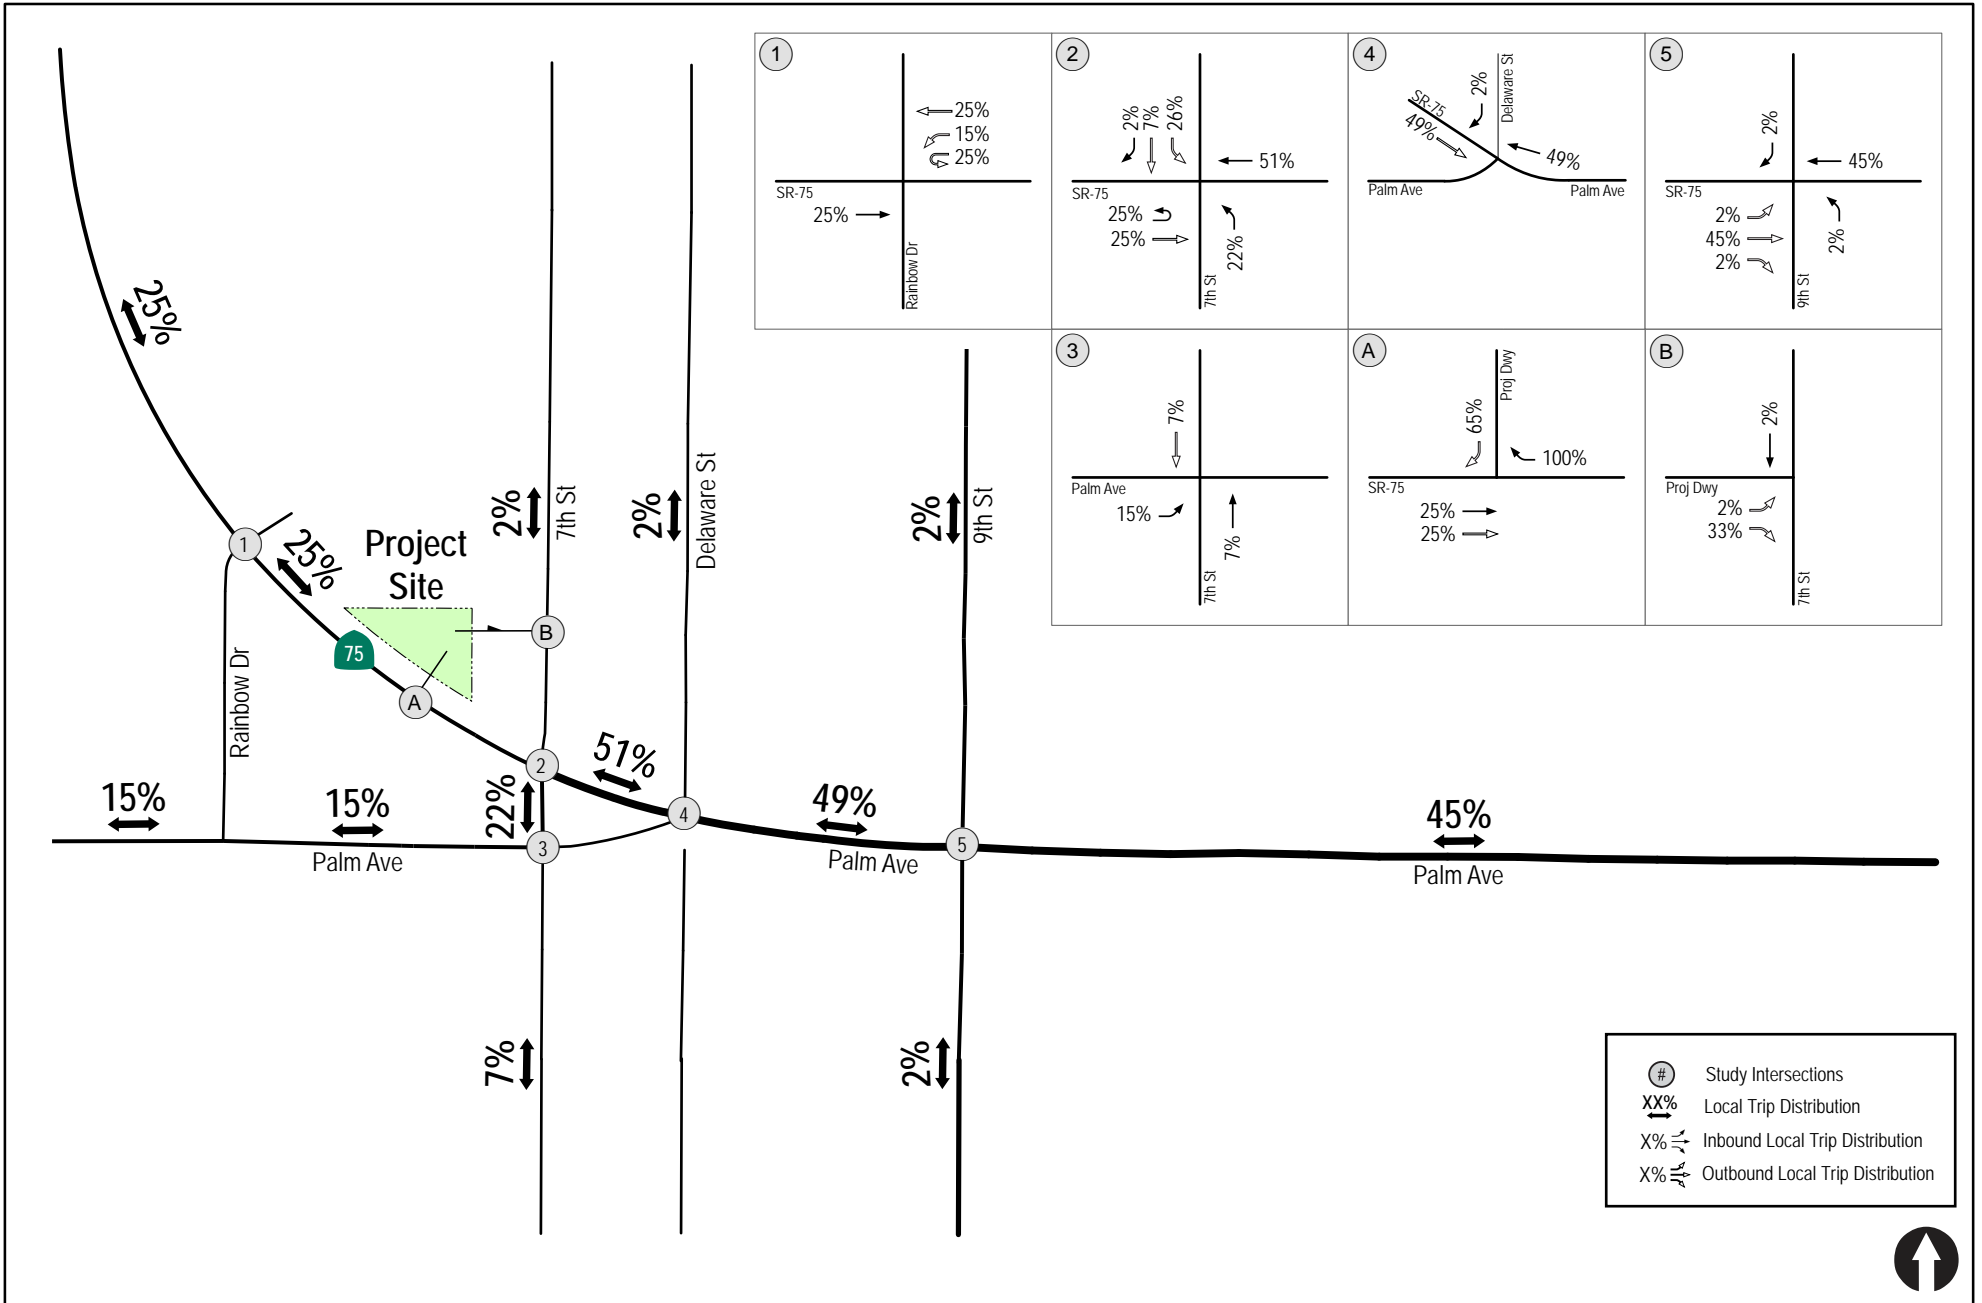 1
25%
15%
25%
SR-75
25%
Rainbow Dr
2
2%
7%
26%
51%
SR-75
25%
25%
22%
7th St
4
SR-75
49%
2%
Delaware St
49%
Palm Ave
Palm Ave
5
2%
45%
SR-75
2%
45%
2%
2%
9th St
3
7%
Palm Ave
15%
7%
7th St
A
65%
Proj Dwy
100%
SR-75
25%
25%
B
2%
Proj Dwy
2%
33%
7th St
25%
1
25%
Project
Site
75
A
B
2%
7th St
2%
Delaware St
2%
9th St
Rainbow Dr
2
51%
22%
4
15%
15%
3
Palm Ave
49%
Palm Ave
5
45%
Palm Ave
7%
2%
# Study Intersections
XX% Local Trip Distribution
X% Inbound Local Trip Distribution
X% Outbound Local Trip Distribution